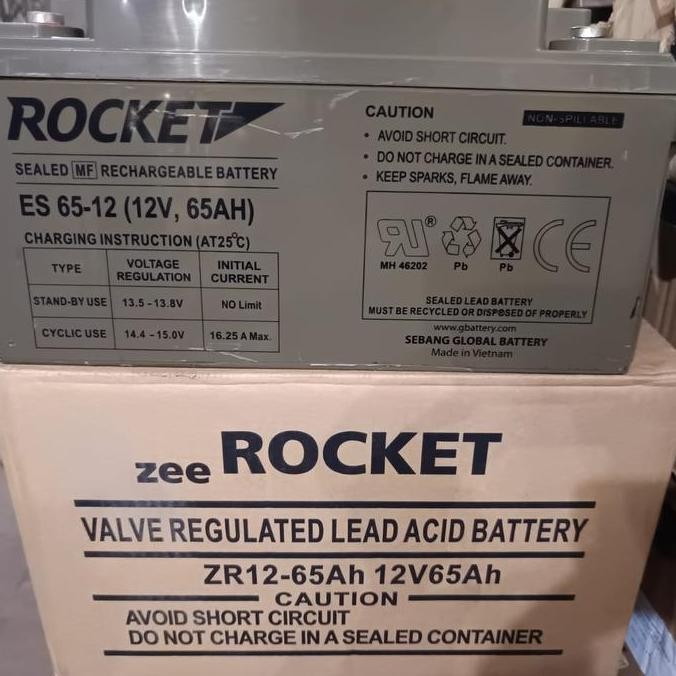 ROCKET
SEALED MF RECHARGEABLE BATTERY
ES 65-12 (12V, 65AH)
CHARGING INSTRUCTION (AT25℃)
TYPE VOLTAGE REGULATION INITIAL CURRENT
STAND-BY USE 13.5 - 13.8V NO Limit
CYCLIC USE 14.4 - 15.0V 16.25 A Max.
CAUTION NON-SPILLABLE
• AVOID SHORT CIRCUIT.
• DO NOT CHARGE IN A SEALED CONTAINER.
• KEEP SPARKS, FLAME AWAY.
RU ® CE
MH 46202 Pb Pb
SEALED LEAD BATTERY
MUST BE RECYCLED OR DISPOSED OF PROPERLY
www.gbattery.com
SEBANG GLOBAL BATTERY
Made in Vietnam
zee ROCKET
VALVE REGULATED LEAD ACID BATTERY
ZR12-65Ah 12V65Ah
CAUTION
AVOID SHORT CIRCUIT
DO NOT CHARGE IN A SEALED CONTAINER